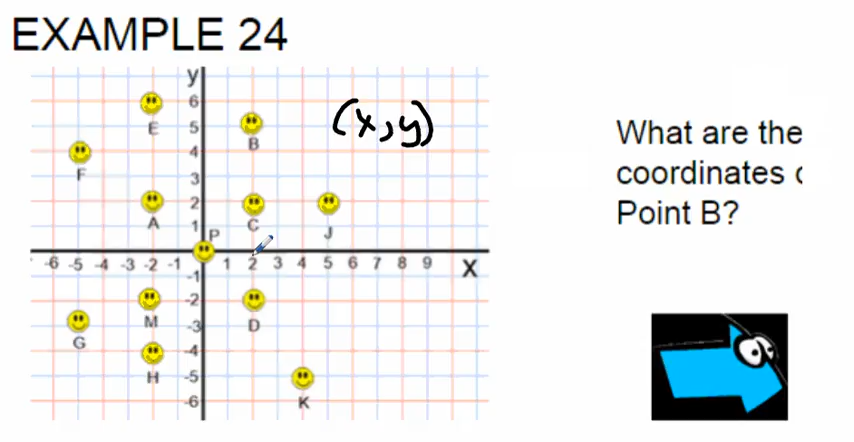 EXAMPLE 24
y
6
E
5
B
(x,y)
4
F
3
2
A
C
J
1
P
-6 -5 -4 -3 -2 -1 1 2 3 4 5 6 7 8 9 X
-1
-2
M
D
-3
G
-4
H
-5
K
-6
What are the
coordinates
Point B?